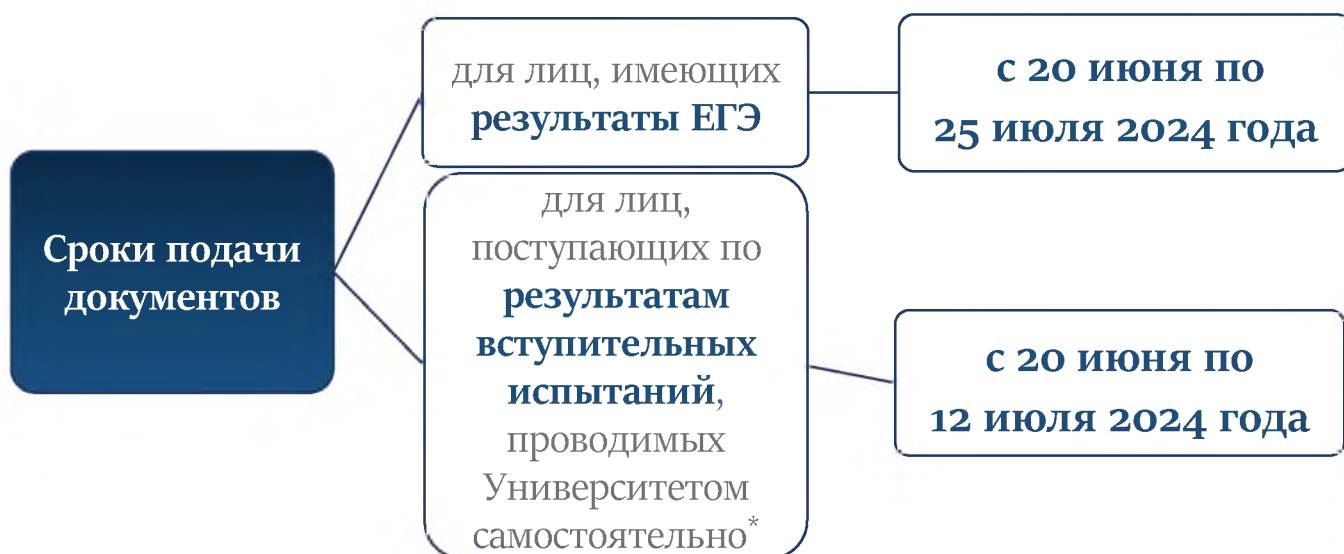 Сроки подачи
документов
для лиц, имеющих
результаты ЕГЭ
с 20 июня по
25 июля 2024 года
для лиц,
поступающих по
результатам
вступительных
испытаний,
проводимых
Университетом
самостоятельно*
с 20 июня по
12 июля 2024 года